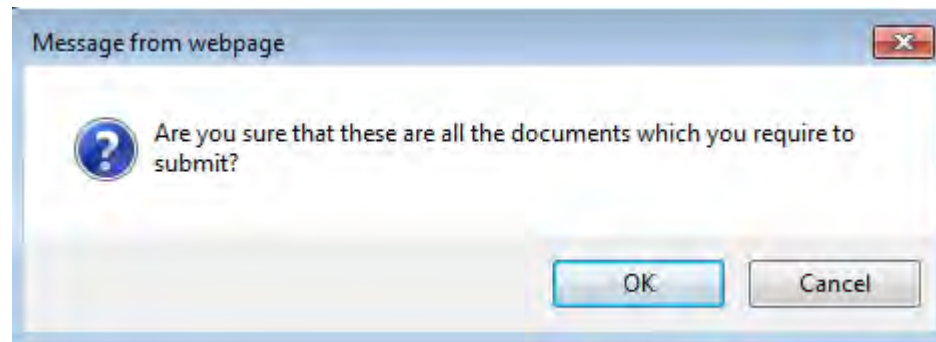 Message from webpage
Are you sure that these are all the documents which you require to
submit?
OK
Cancel